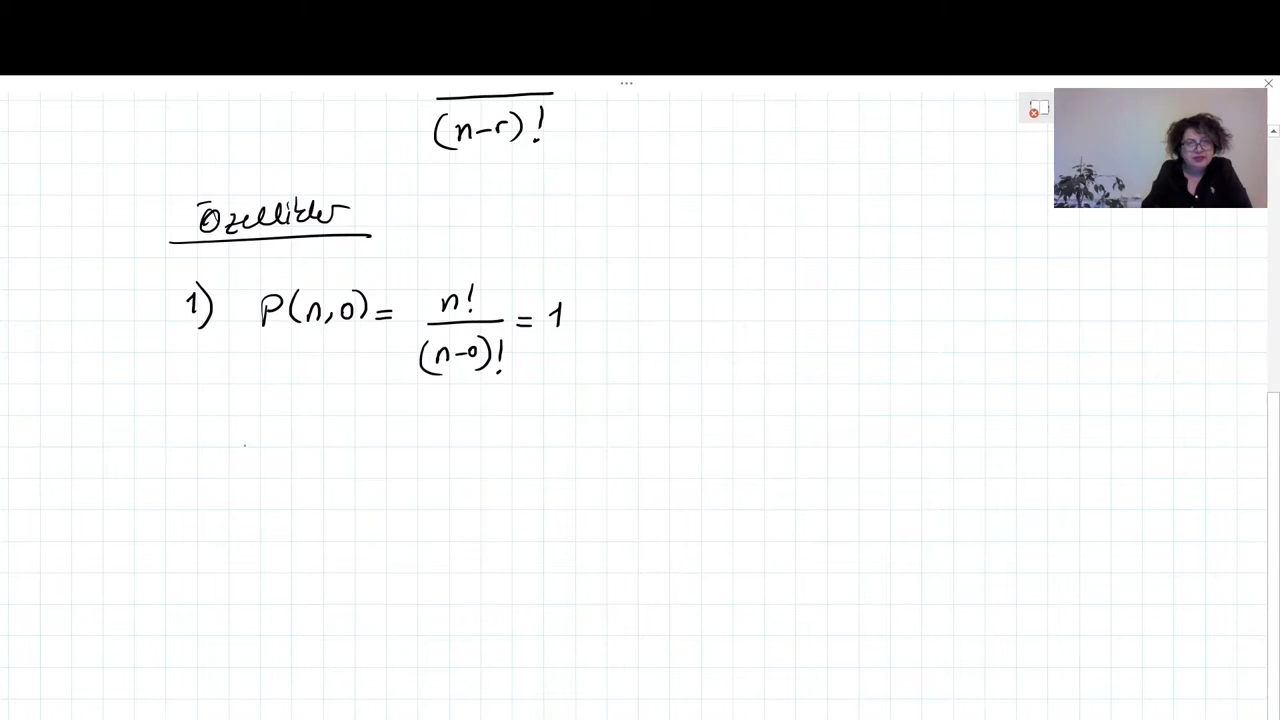 (n-r)!
Özellikler
1) P(n,0) = n! / (n-0)! = 1